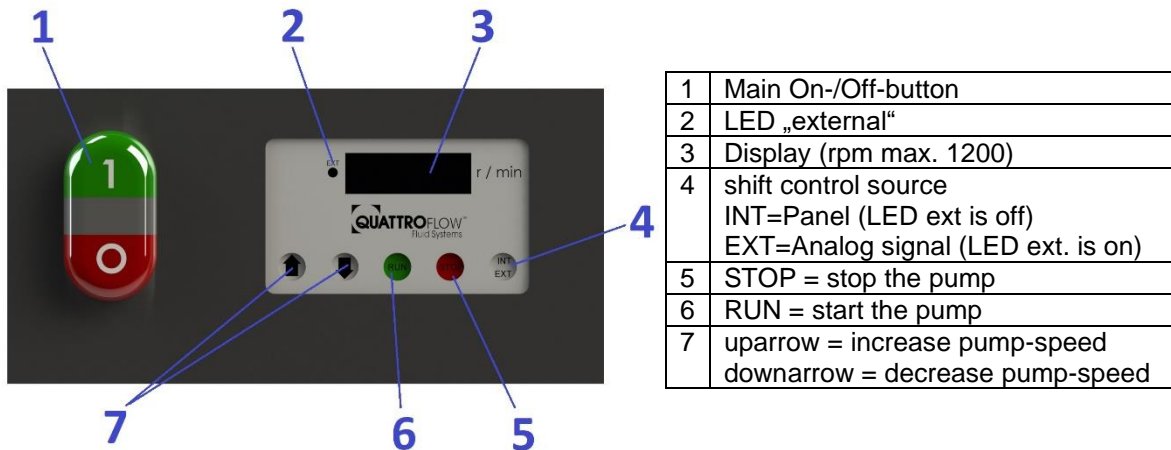 1
2
3
1
O
EXT
r / min
QUATTROFLOW™
Fluid Systems
RUN
STOP
INT
EXT
4
7
6
5
1 Main On-/Off-button
2 LED „external“
3 Display (rpm max. 1200)
4 shift control source
INT=Panel (LED ext is off)
EXT=Analog signal (LED ext. is on)
5 STOP = stop the pump
6 RUN = start the pump
7 uparrow = increase pump-speed
downarrow = decrease pump-speed